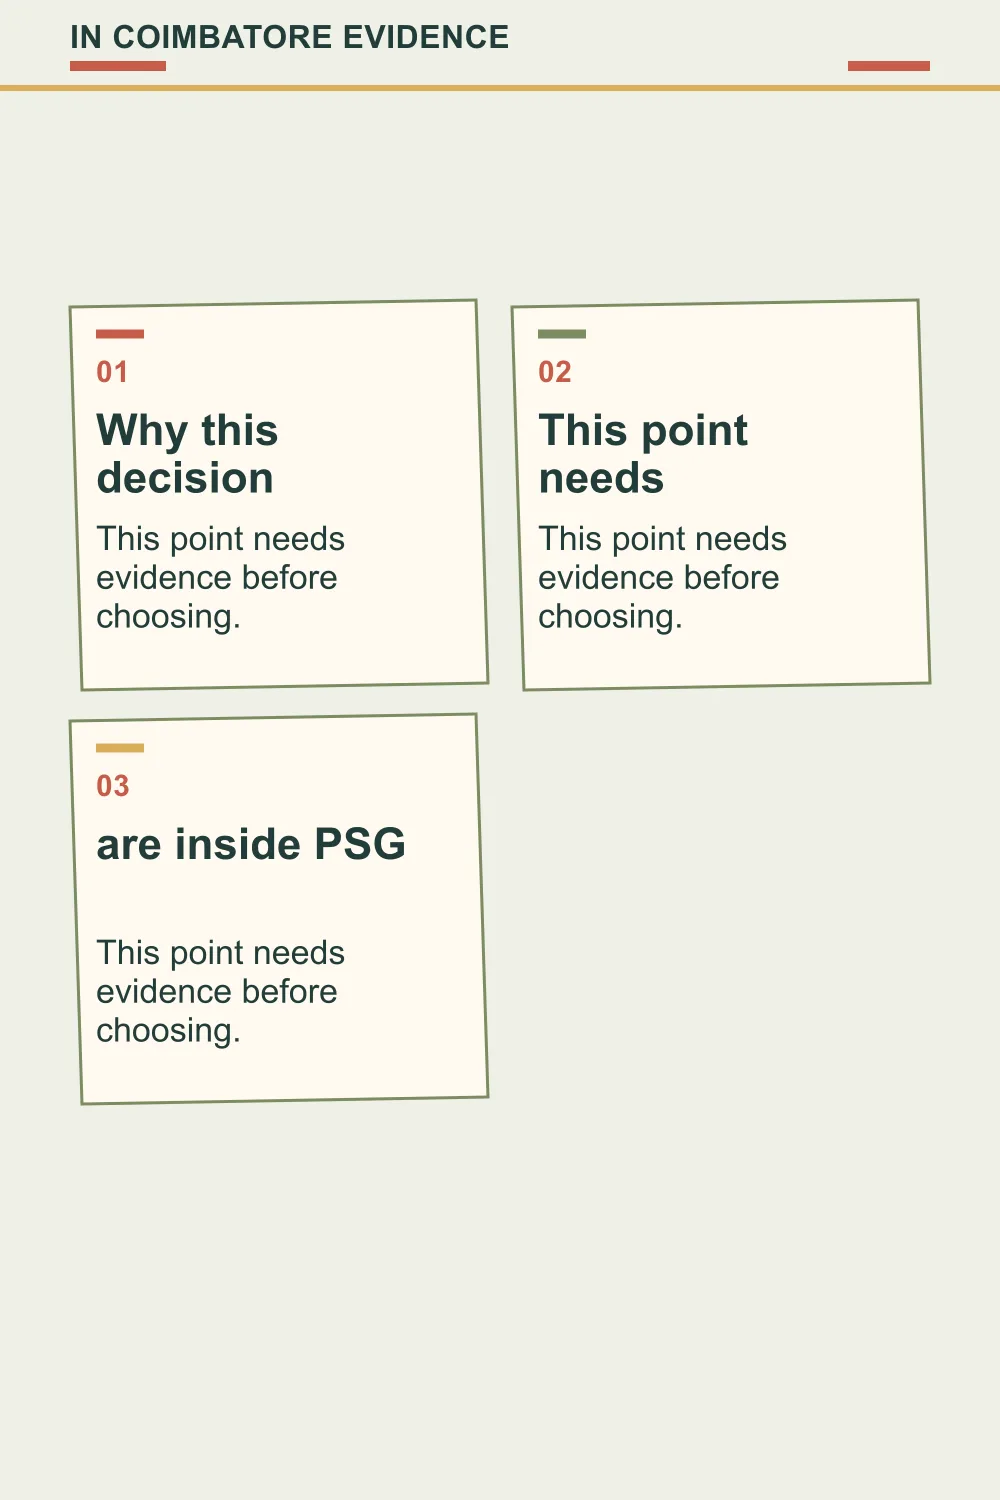 IN COIMBATORE EVIDENCE
01
Why this
decision
This point needs
evidence before
choosing.
02
This point
needs
This point needs
evidence before
choosing.
03
are inside PSG
This point needs
evidence before
choosing.